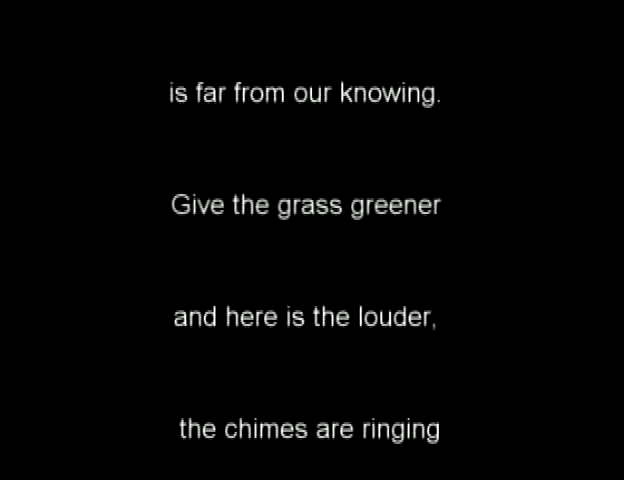 is far from our knowing.
Give the grass greener
and here is the louder,
the chimes are ringing